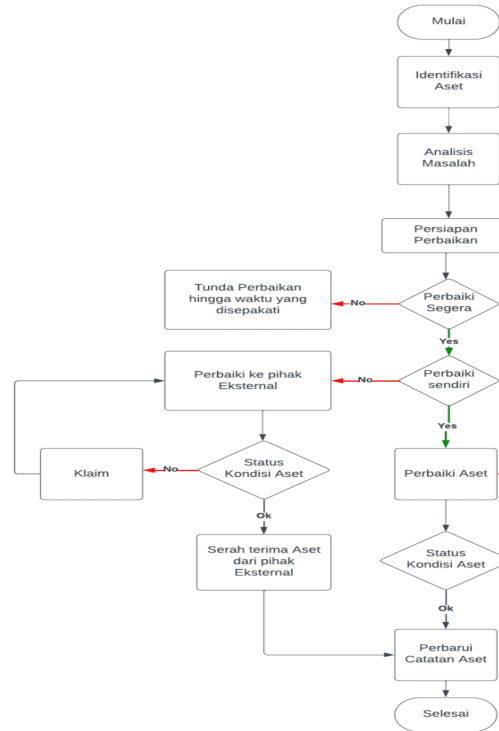 Mulai
Identifikasi
Aset
Analisis
Masalah
Persiapan
Perbaikan
Tunda Perbaikan
hingga waktu yang
disepakati
No
Perbaiki
Segera
Yes
Perbaiki ke pihak
Eksternal
No
Perbaiki
sendiri
Yes
Klaim
No
Status
Kondisi Aset
Perbaiki Aset
Ok
Serah terima Aset
dari pihak
Eksternal
Status
Kondisi Aset
Ok
Perbarui
Catatan Aset
Selesai